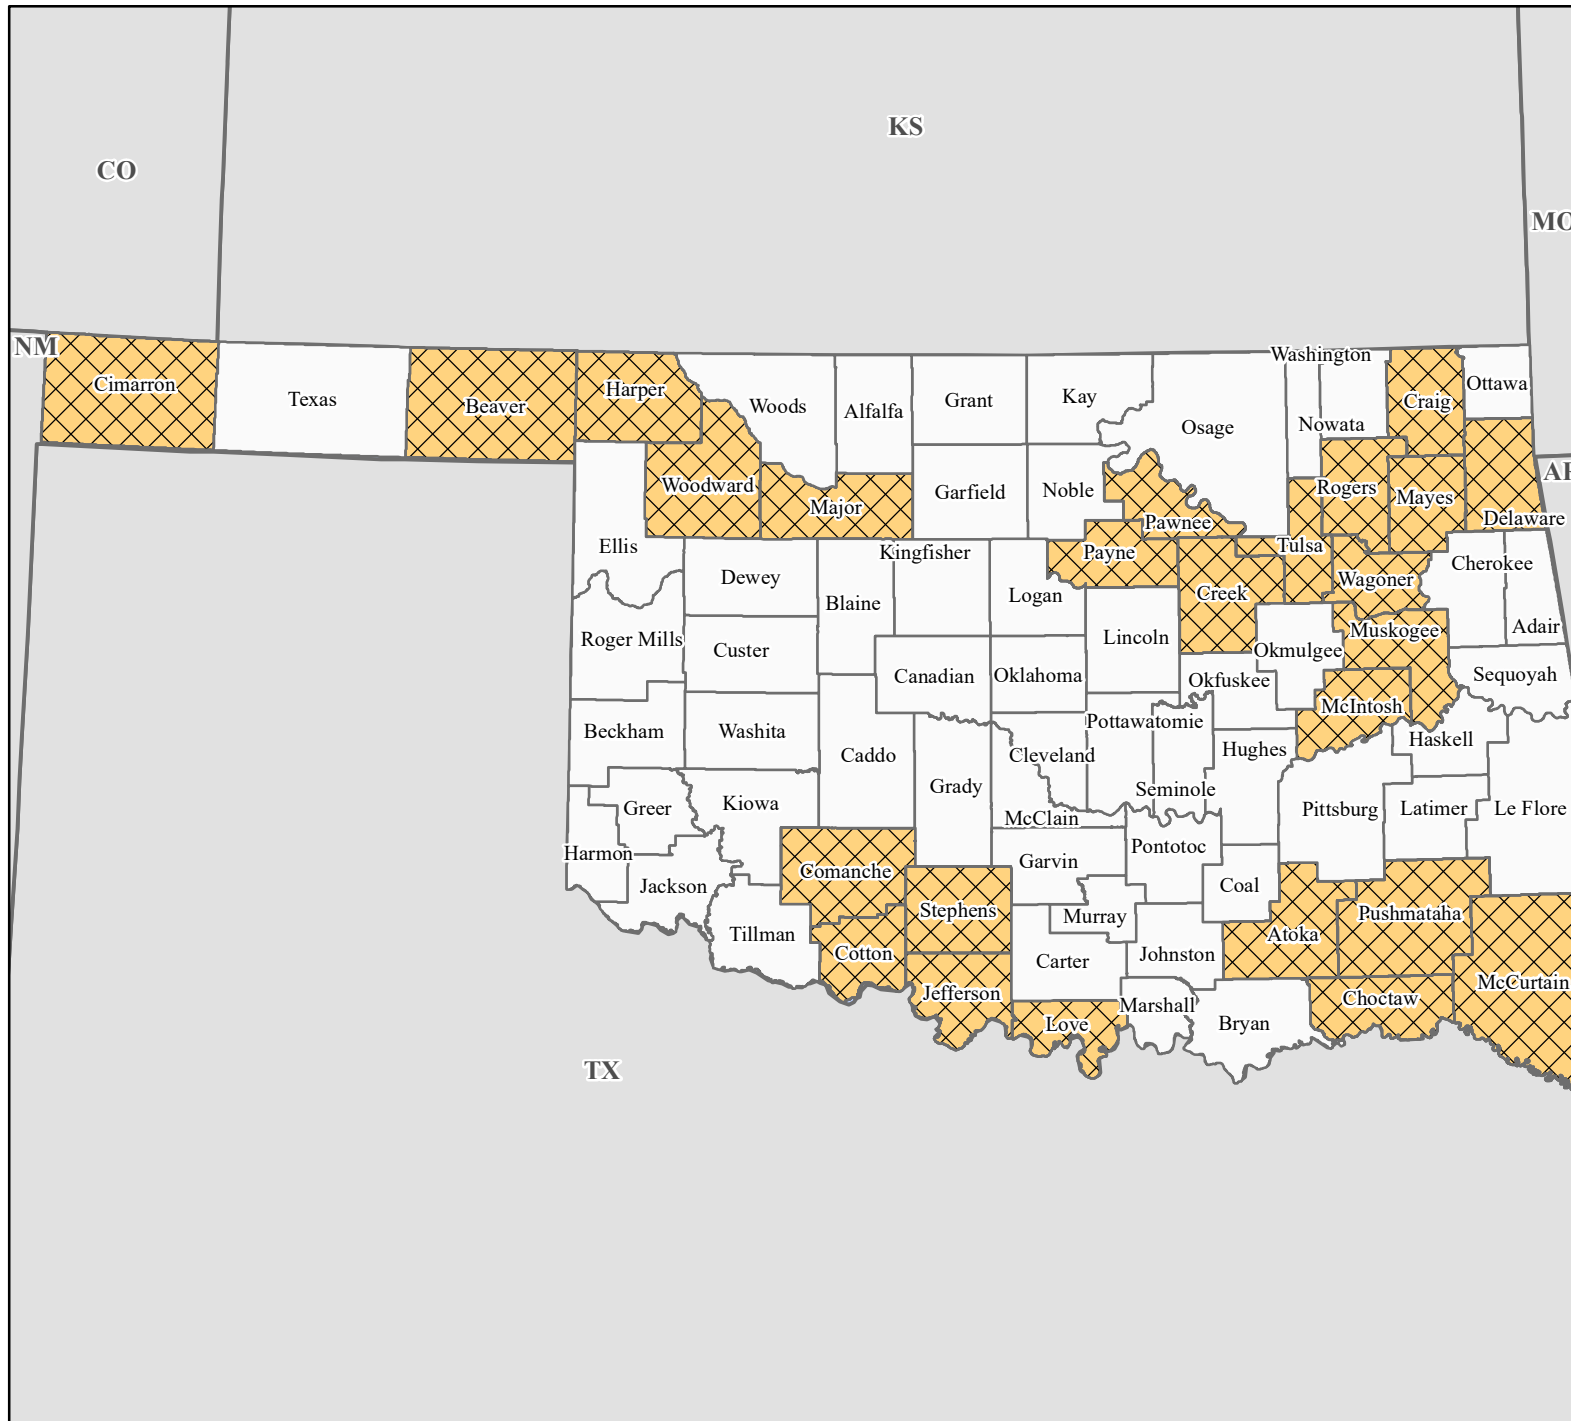 KS
CO
MO
NM
AR
Washington
Cimarron
Texas
Beaver
Harper
Woods
Alfalfa
Grant
Kay
Osage
Nowata
Craig
Ottawa
Woodward
Major
Garfield
Noble
Pawnee
Rogers
Mayes
Delaware
Ellis
Dewey
Kingfisher
Payne
Tulsa
Blaine
Logan
Creek
Wagoner
Cherokee
Roger Mills
Custer
Lincoln
Okmulgee
Muskogee
Adair
Canadian
Oklahoma
Okfuskee
Sequoyah
McIntosh
Beckham
Washita
Caddo
Cleveland
Pottawatomie
Hughes
Haskell
Greer
Kiowa
Grady
Seminole
Pittsburg
Latimer
Le Flore
McClain
Harmon
Garvin
Pontotoc
Jackson
Comanche
Coal
Stephens
Murray
Pushmataha
Tillman
Cotton
Atoka
Carter
Johnston
Jefferson
Marshall
Choctaw
McCurtain
Love
Bryan
TX